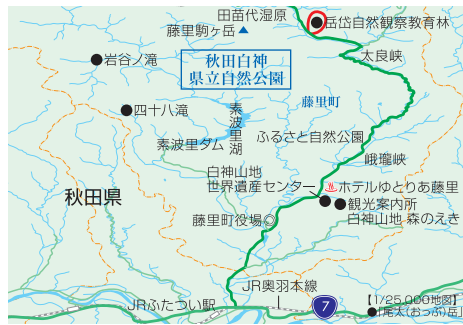 田苗代湿原
岳岱自然観察教育林
藤里駒ヶ岳
太良峡
岩谷ノ滝
秋田白神
県立自然公園
藤里町
四十八滝
素波里湖
ふるさと自然公園
素波里ダム
峨瓏峡
白神山地
世界遺産センター
ホテルゆとりあ藤里
秋田県
観光案内所
白神山地 森のえき
藤里町役場
JR奥羽本線
【1/25,000地図】
JRふたつい駅
7
尾太(おっぷ)岳